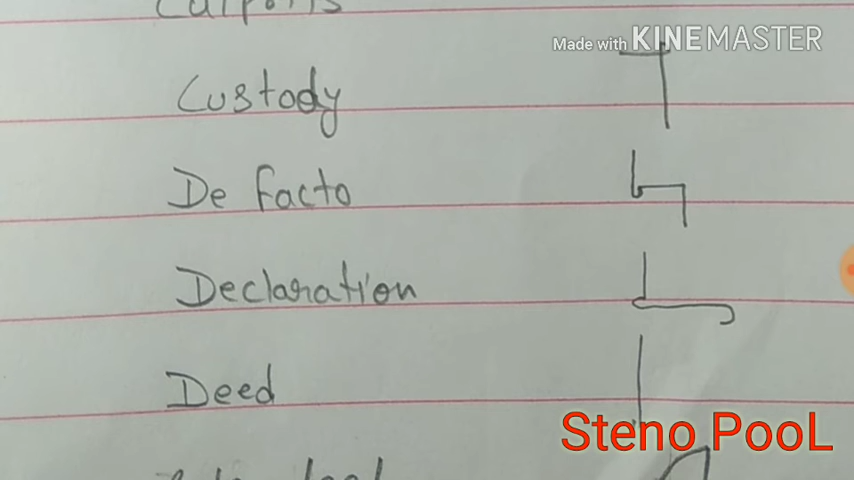 Made with KINEMASTER
Custody
De facto
Declaration
Deed
Steno PooL